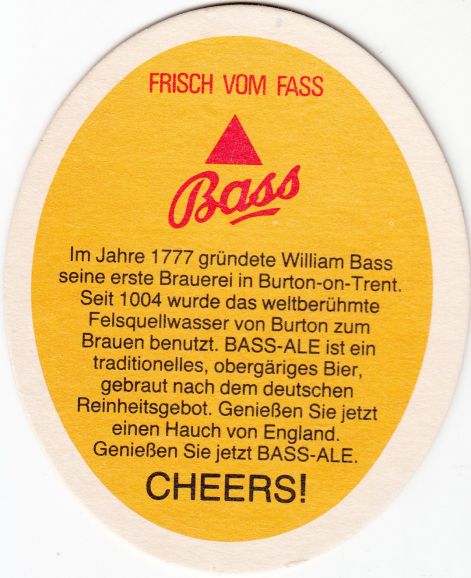 FRISCH VOM FASS
Bass
Im Jahre 1777 gründete William Bass
seine erste Brauerei in Burton-on-Trent.
Seit 1004 wurde das weltberühmte
Felsquellwasser von Burton zum
Brauen benutzt. BASS-ALE ist ein
traditionelles, obergäriges Bier,
gebraut nach dem deutschen
Reinheitsgebot. Genießen Sie jetzt
einen Hauch von England.
Genießen Sie jetzt BASS-ALE.
CHEERS!